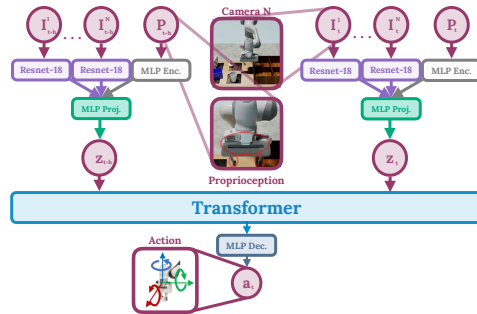 Camera N
I¹ₜ₋ₕ ... Iᴺₜ₋ₕ Pₜ₋ₕ
I¹ₜ ... Iᴺₜ Pₜ
Resnet-18 Resnet-18 MLP Enc.
Resnet-18 Resnet-18 MLP Enc.
MLP Proj.
MLP Proj.
zₜ₋ₕ
zₜ
Proprioception
Transformer
Action
MLP Dec.
aₜ